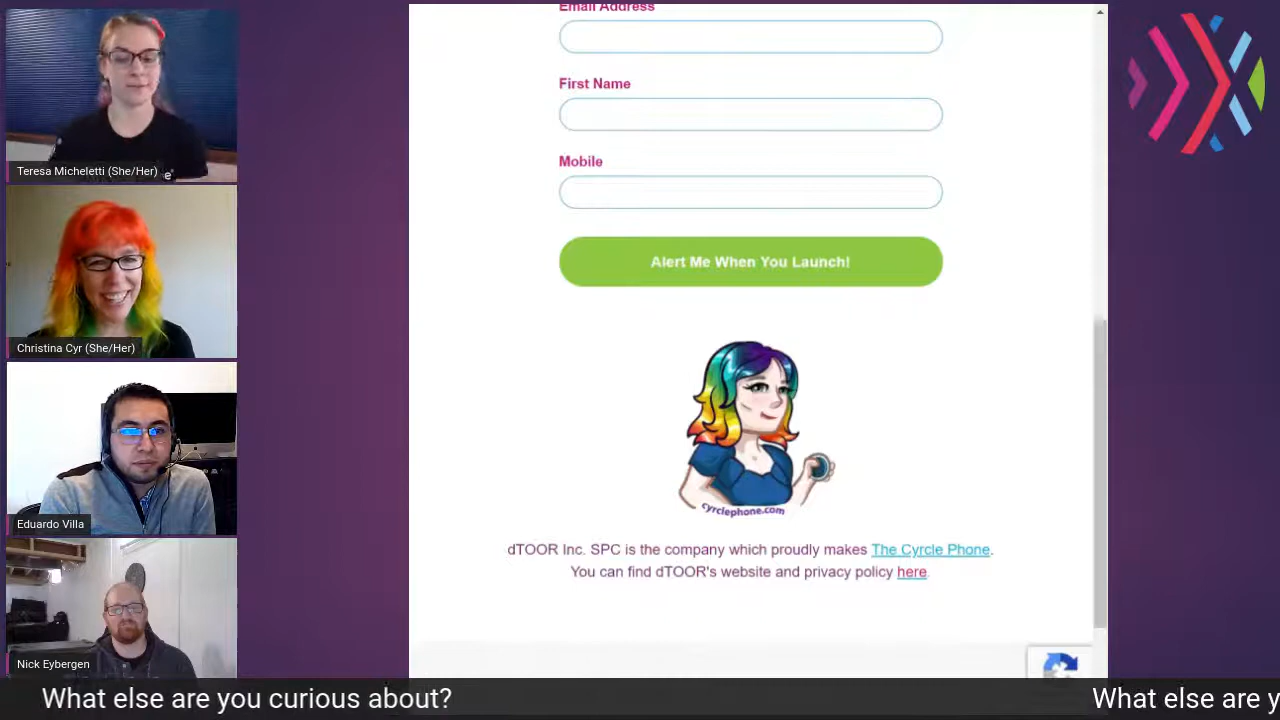 Teresa Micheletti (She/Her)
Christina Cyr (She/Her)
Eduardo Villa
Nick Eybergen
Email Address
First Name
Mobile
Alert Me When You Launch!
cyrclephone.com
dTOOR Inc. SPC is the company which proudly makes The Cyrcle Phone.
You can find dTOOR's website and privacy policy here.
What else are you curious about?
What else are y